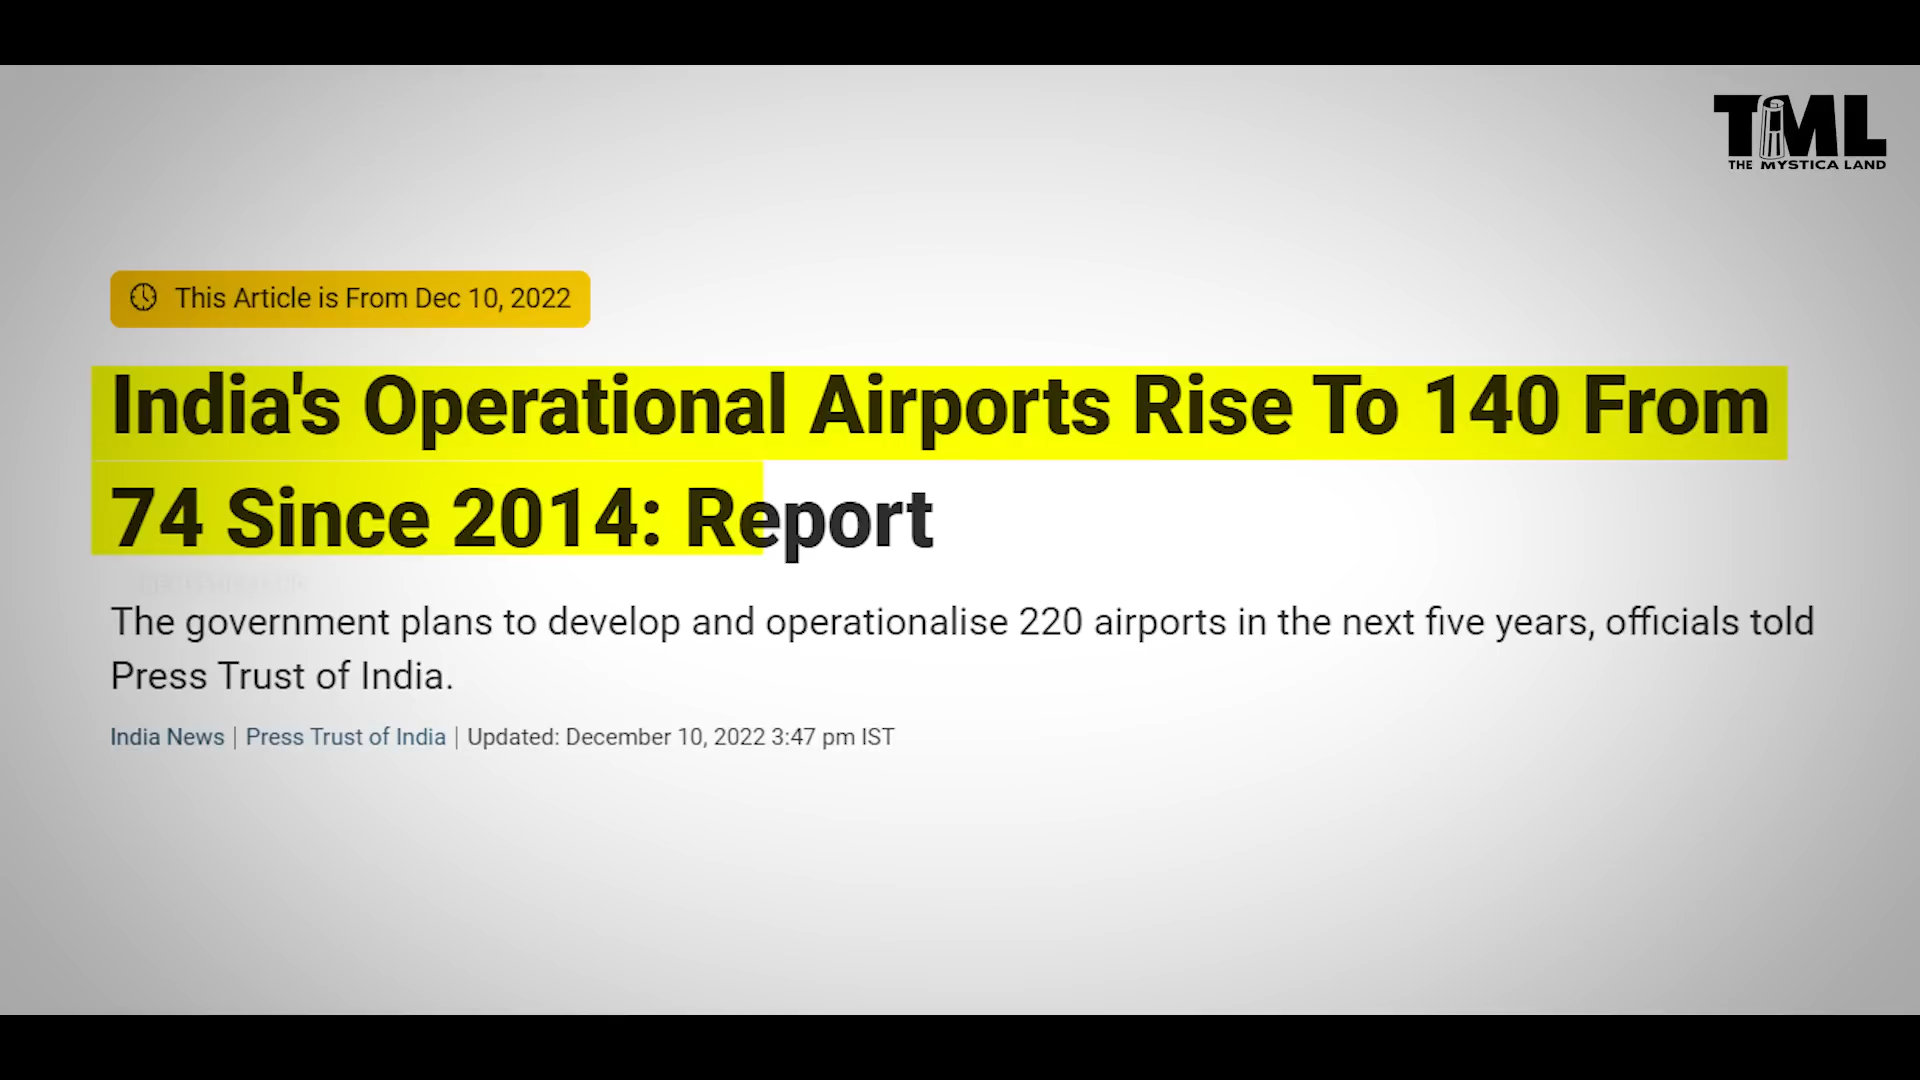 TML
THE MYSTICA LAND
This Article is From Dec 10, 2022
India's Operational Airports Rise To 140 From
74 Since 2014: Report
The government plans to develop and operationalise 220 airports in the next five years, officials told
Press Trust of India.
India News | Press Trust of India | Updated: December 10, 2022 3:47 pm IST